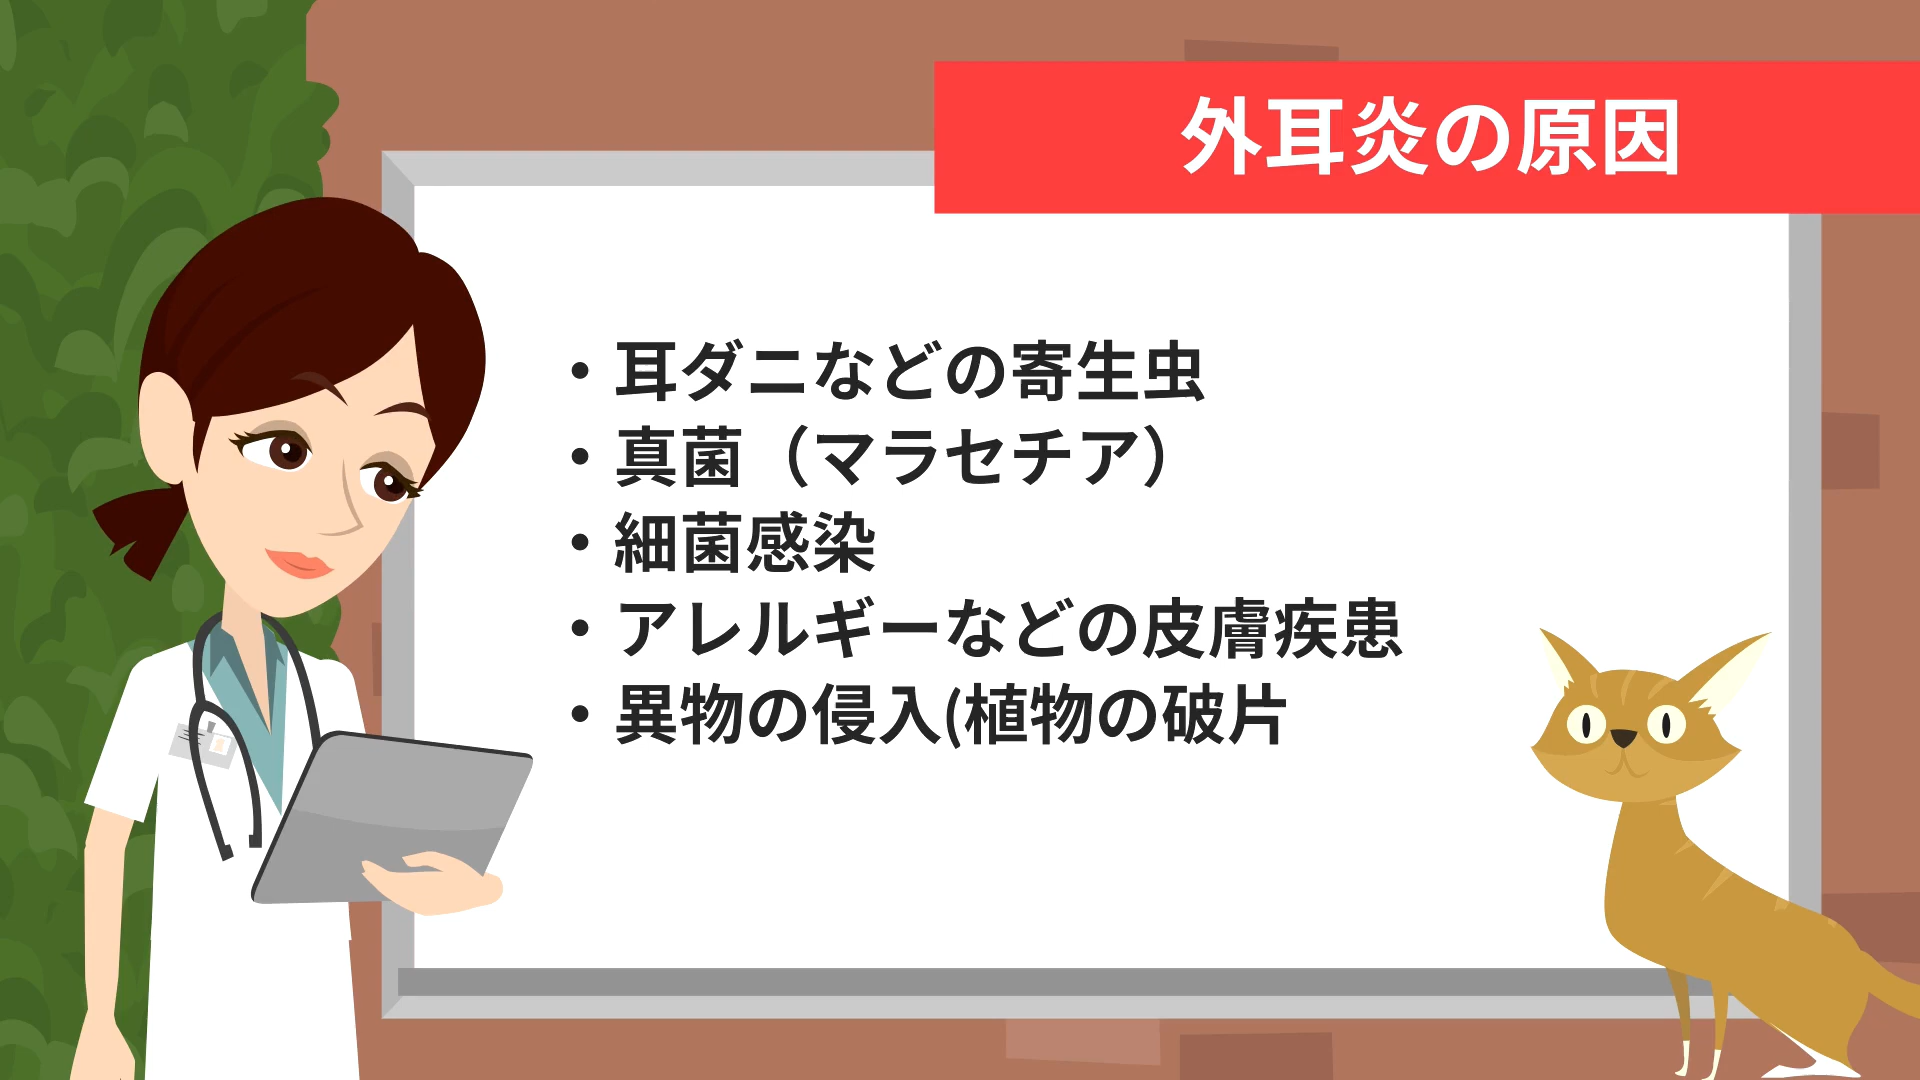 外耳炎の原因
・耳ダニなどの寄生虫
・真菌（マラセチア）
・細菌感染
・アレルギーなどの皮膚疾患
・異物の侵入(植物の破片